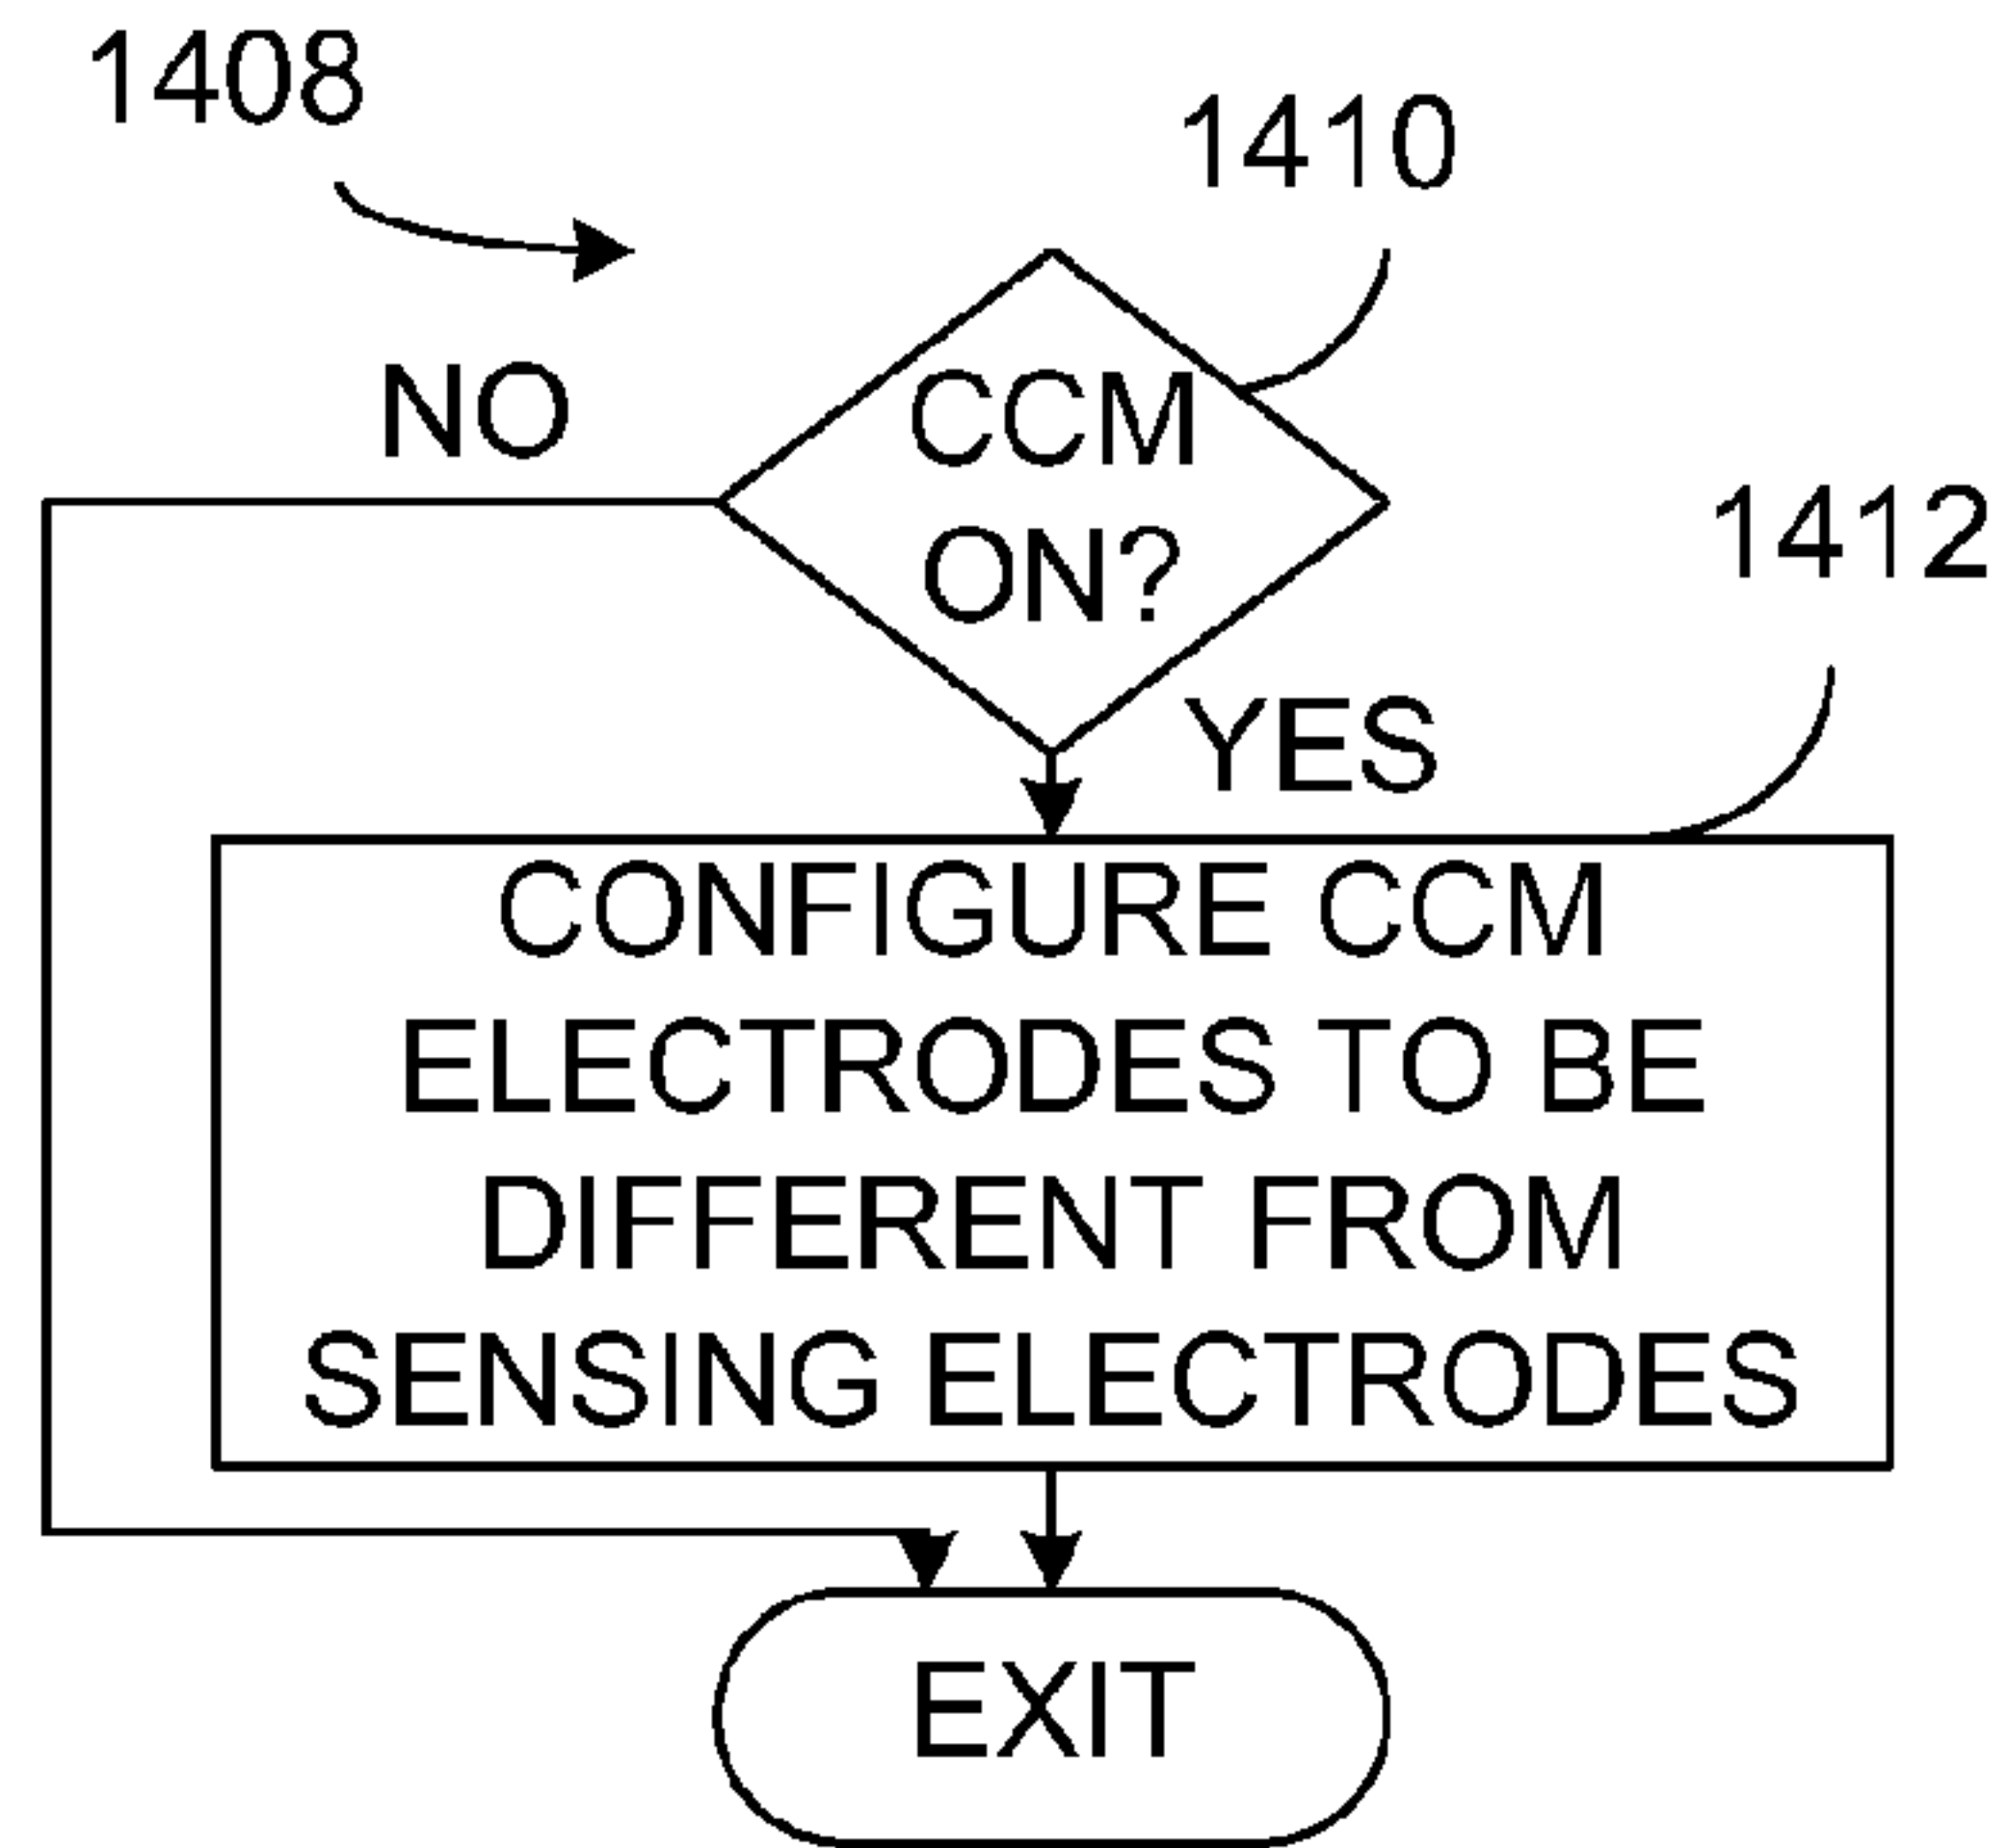 1408
1410
NO
CCM
ON?
1412
YES
CONFIGURE CCM
ELECTRODES TO BE
DIFFERENT FROM
SENSING ELECTRODES
EXIT